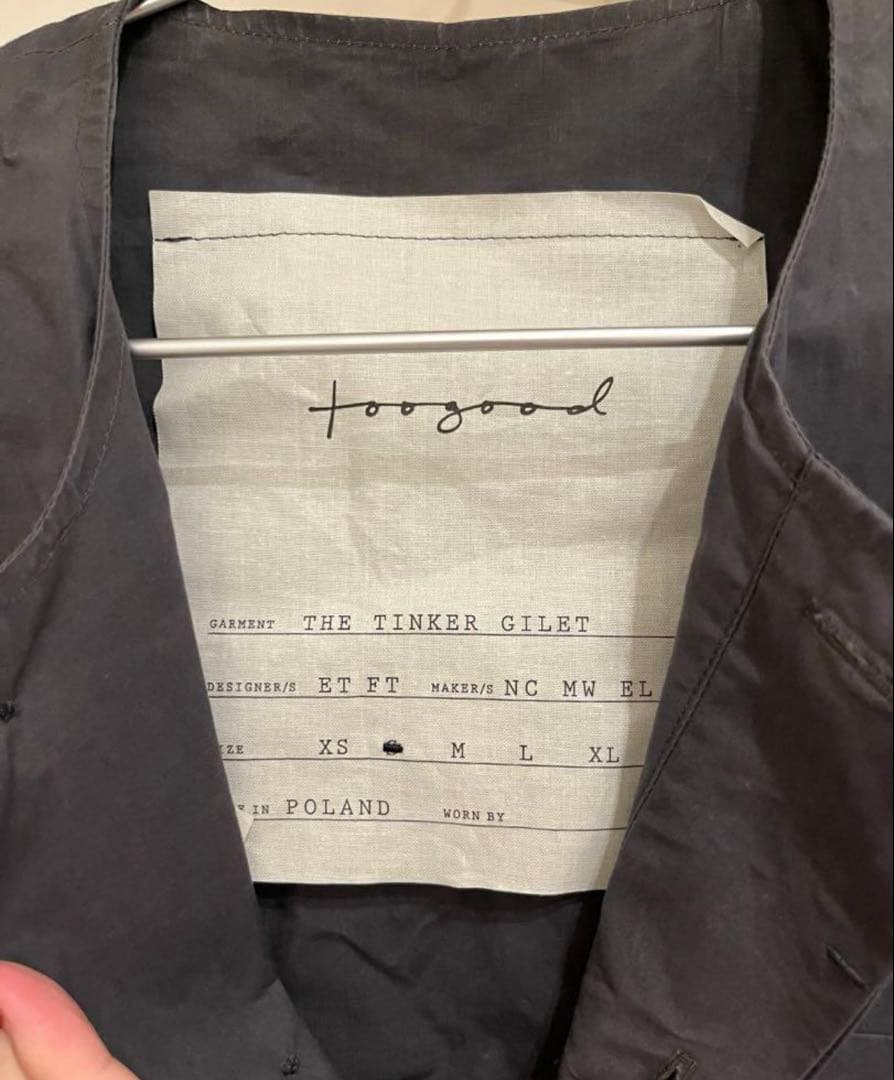 toogood
GARMENT THE TINKER GILET
DESIGNER/S ET FT MAKER/S NC MW EL
IZE XS M L XL
IN POLAND WORN BY